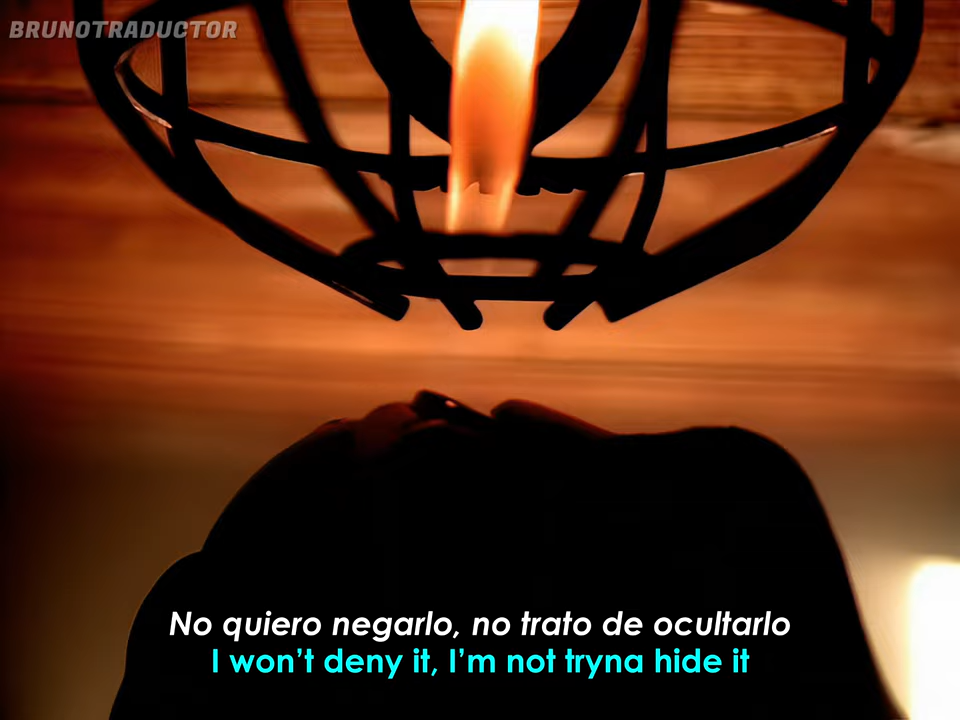 BRUNOTRADUCTOR
No quiero negarlo, no trato de ocultarlo
I won't deny it, I'm not tryna hide it